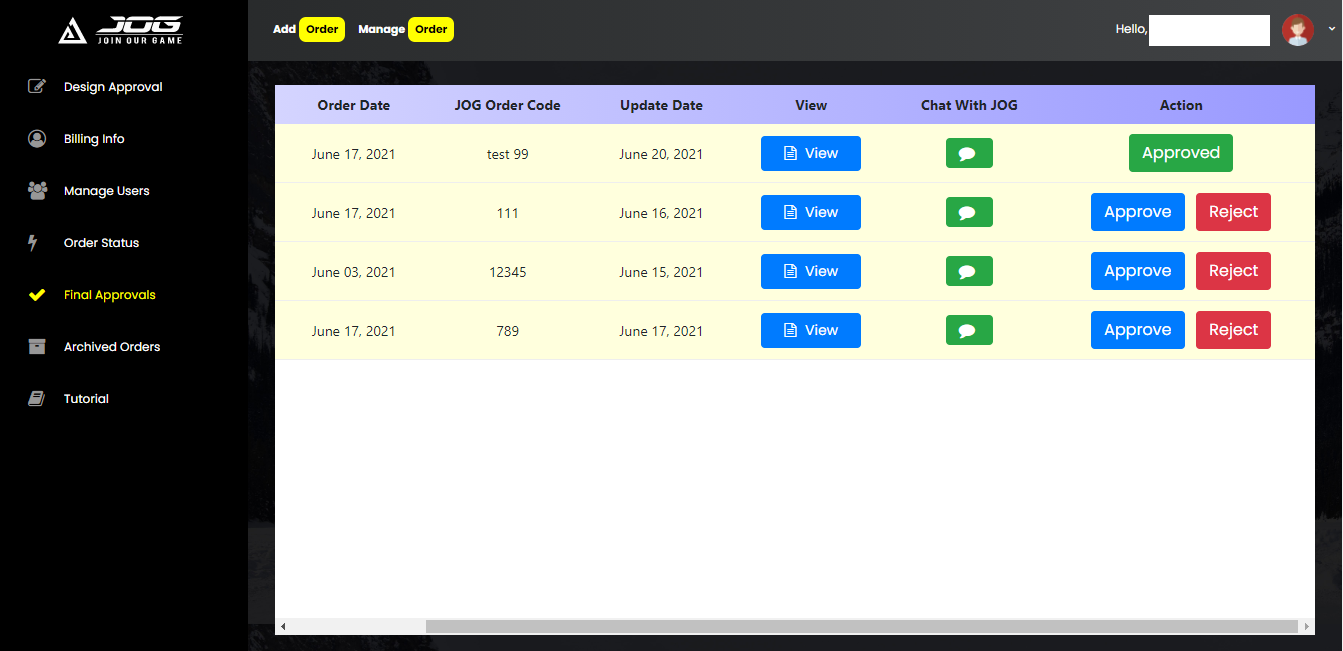 JOG
JOIN OUR GAME
Add Order Manage Order
Hello,
Design Approval
Billing Info
Manage Users
Order Status
Final Approvals
Archived Orders
Tutorial
Order Date JOG Order Code Update Date View Chat With JOG Action
June 17, 2021 test 99 June 20, 2021 View Approved
June 17, 2021 111 June 16, 2021 View Approve Reject
June 03, 2021 12345 June 15, 2021 View Approve Reject
June 17, 2021 789 June 17, 2021 View Approve Reject